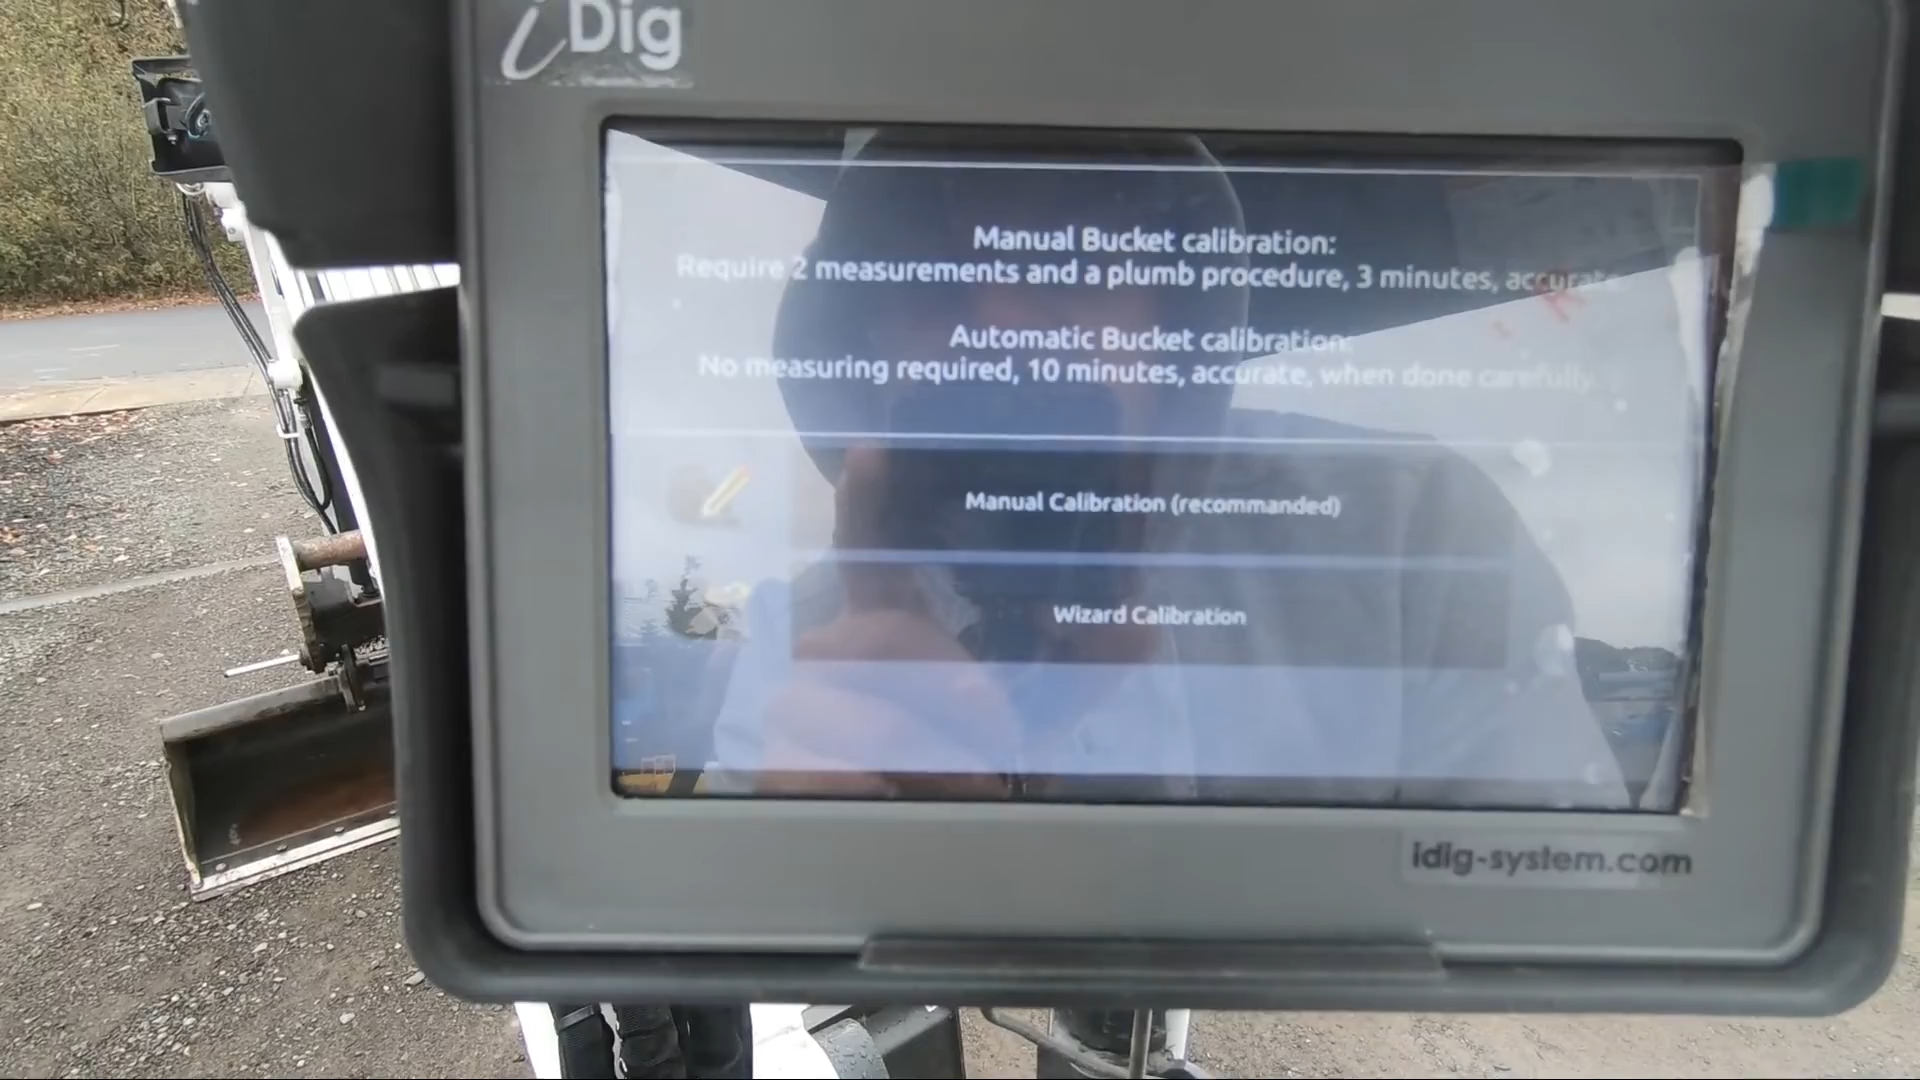 iDig
Manual Bucket calibration:
Require 2 measurements and a plumb procedure, 3 minutes, accurate.
Automatic Bucket calibration:
No measuring required, 10 minutes, accurate, when done carefully.
Manual Calibration (recommanded)
Wizard Calibration
idig-system.com